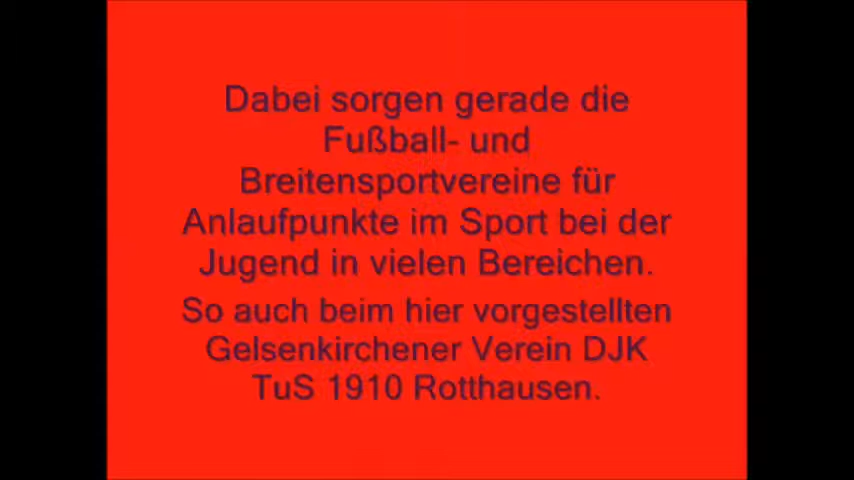 Dabei sorgen gerade die
Fußball- und
Breitensportvereine für
Anlaufpunkte im Sport bei der
Jugend in vielen Bereichen.
So auch beim hier vorgestellten
Gelsenkirchener Verein DJK
TuS 1910 Rotthausen.